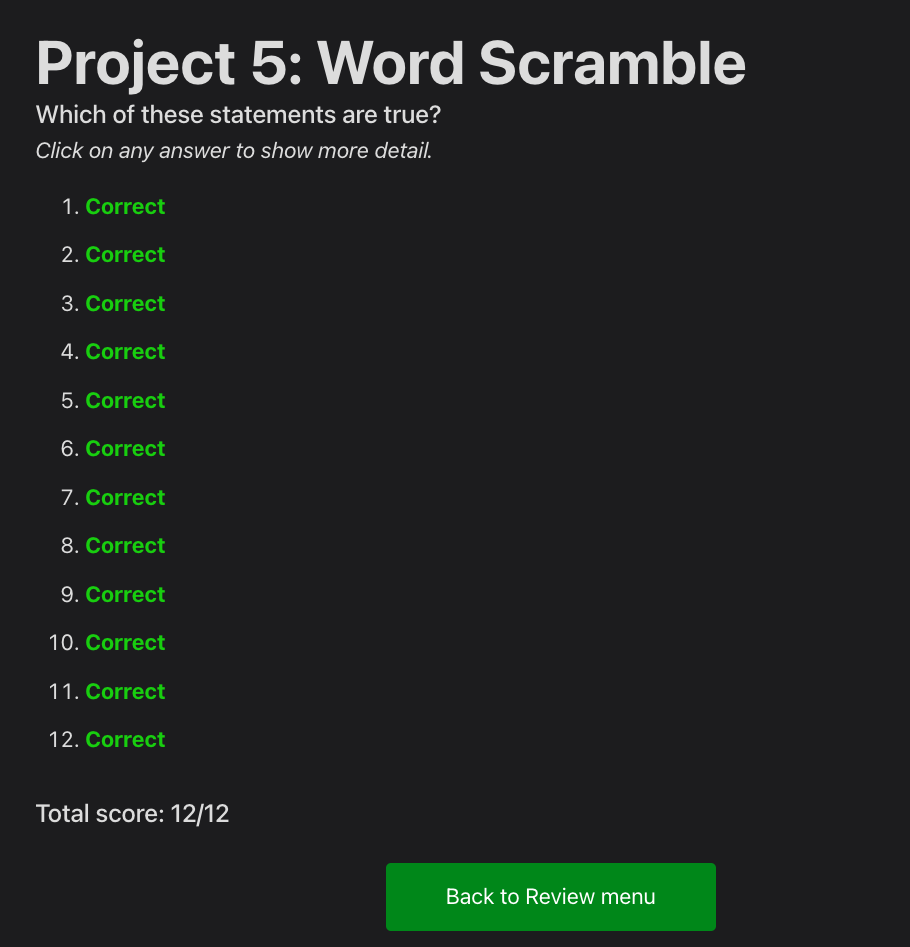 Project 5: Word Scramble
Which of these statements are true?
Click on any answer to show more detail.
1. Correct
2. Correct
3. Correct
4. Correct
5. Correct
6. Correct
7. Correct
8. Correct
9. Correct
10. Correct
11. Correct
12. Correct
Total score: 12/12
Back to Review menu